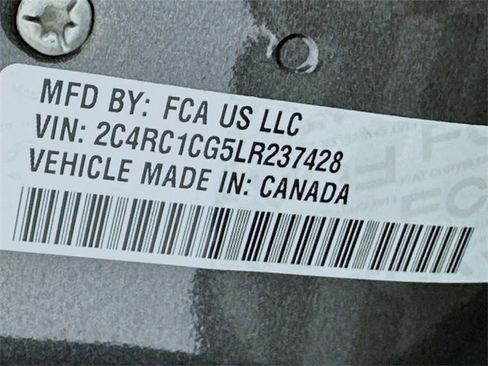 MFD BY: FCA US LLC
VIN: 2C4RC1CG5LR237428
VEHICLE MADE IN: CANADA